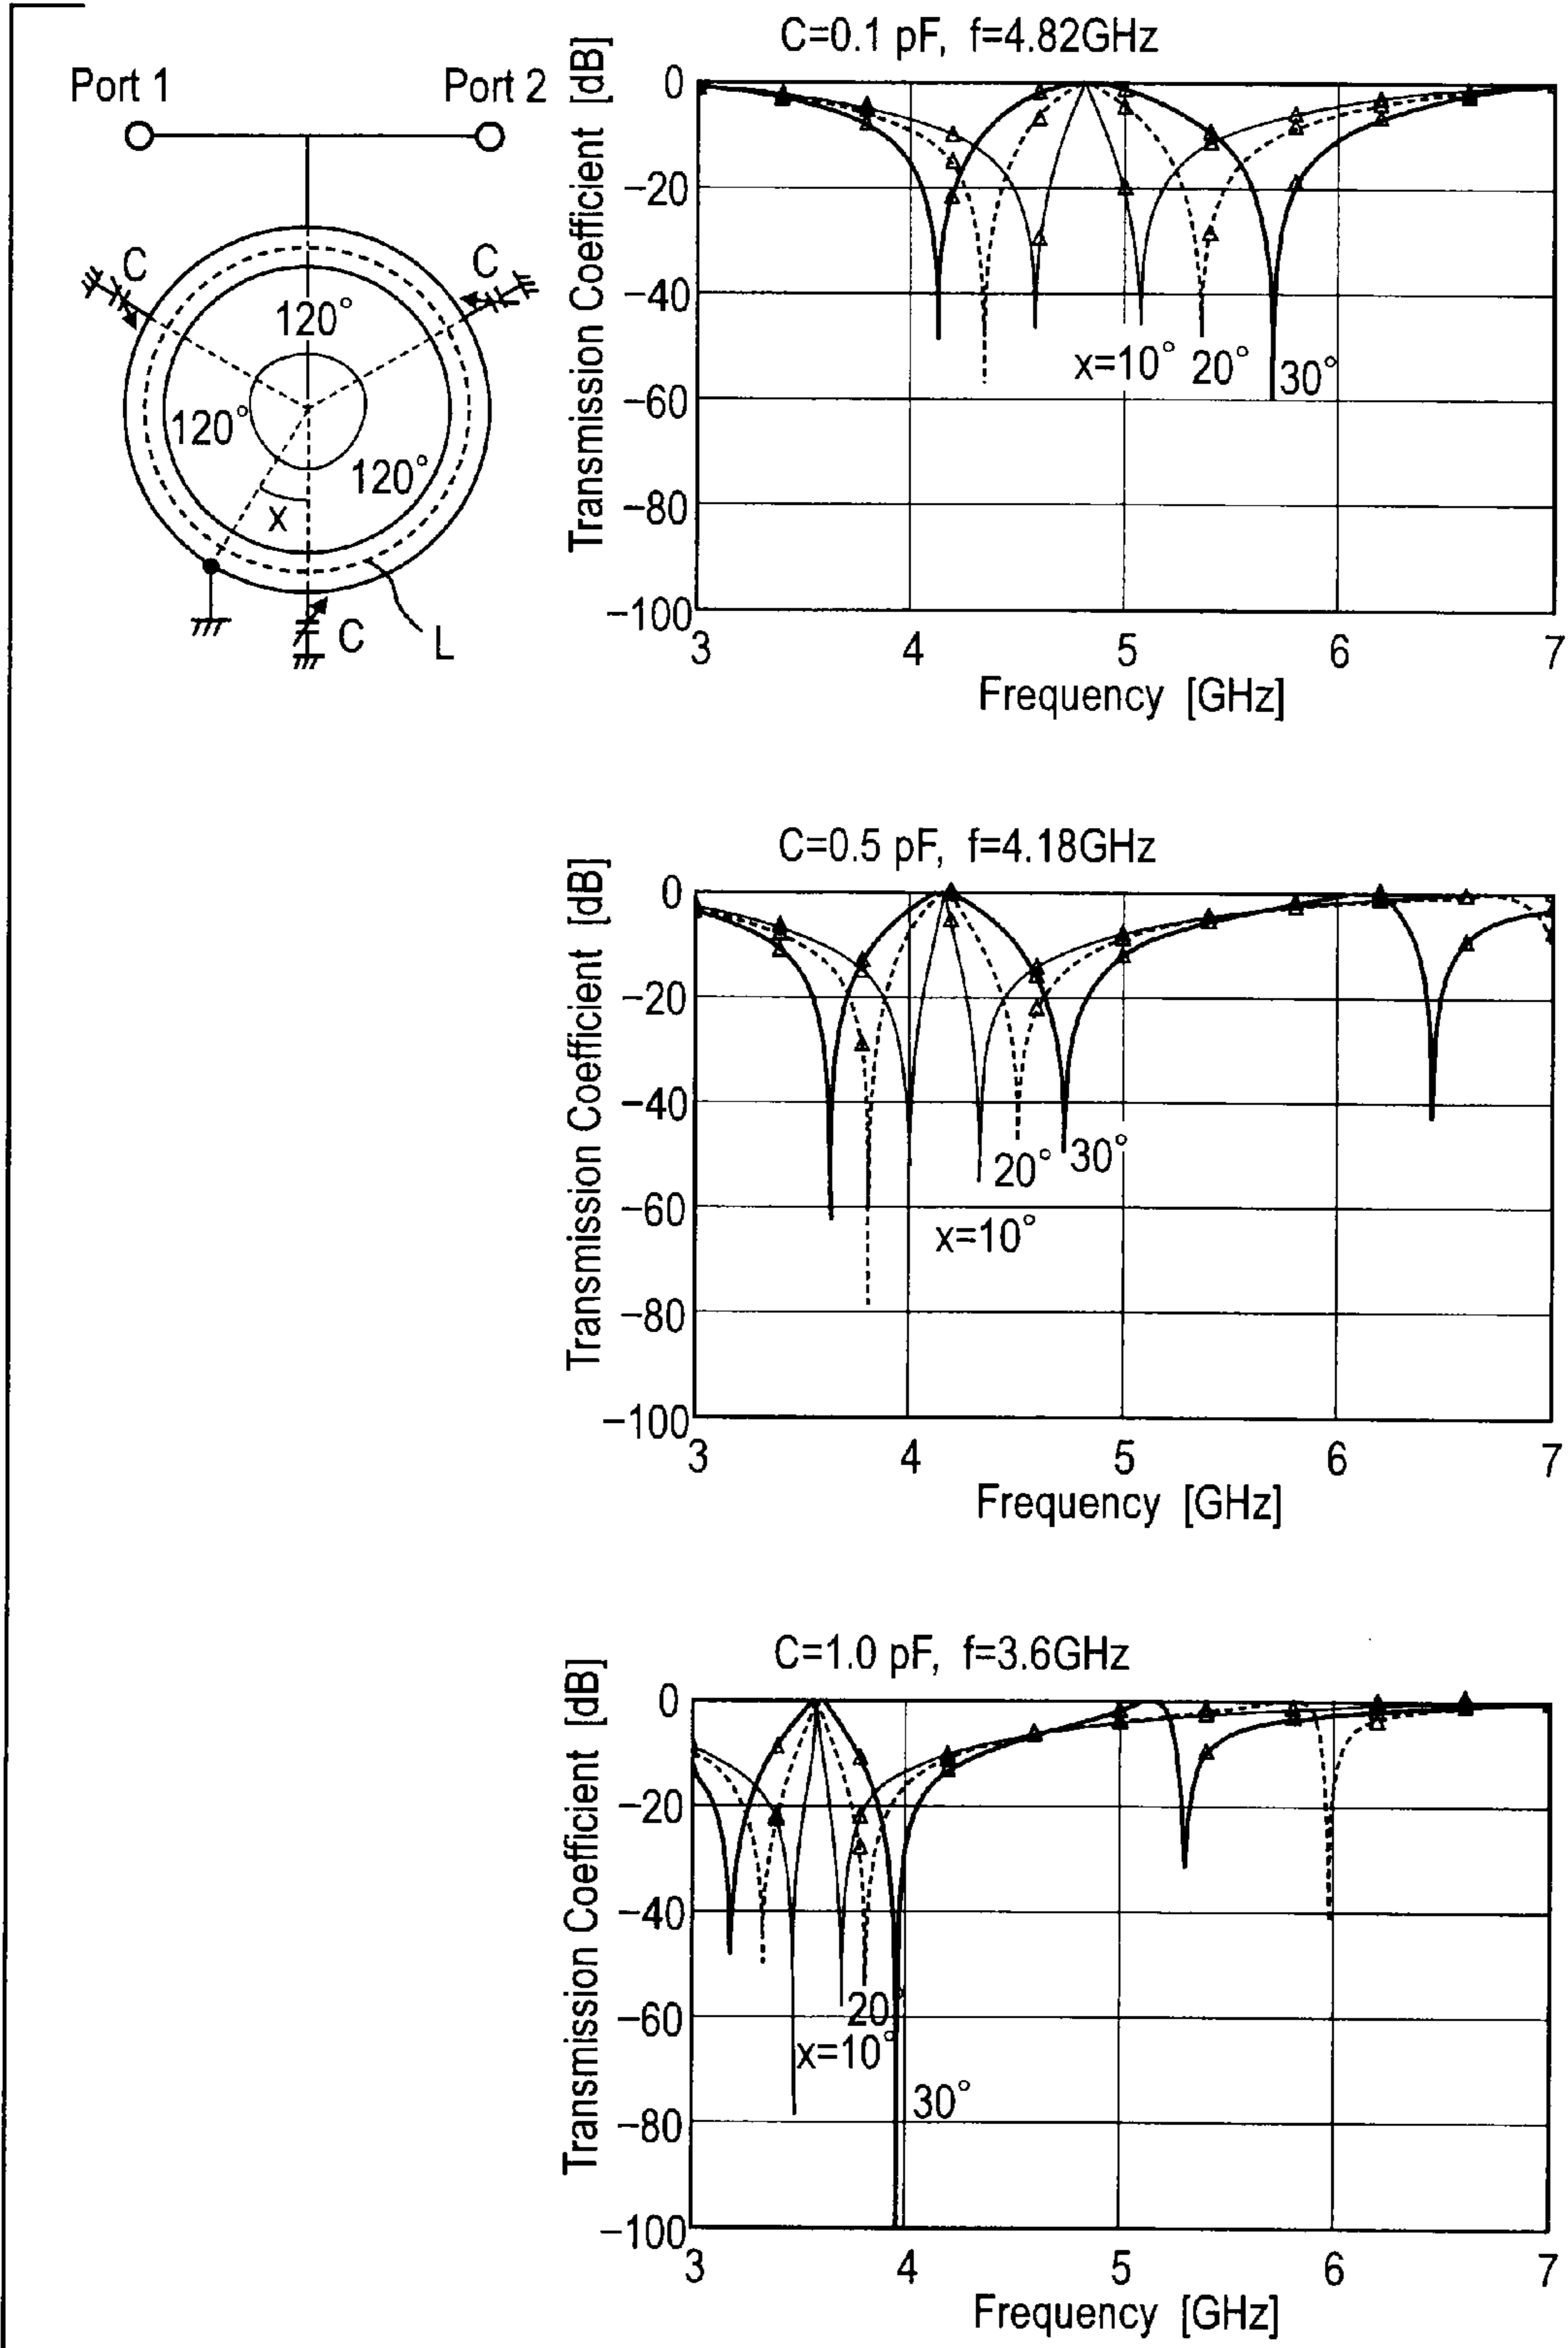 Port 1
Port 2
C
C
120°
120°
120°
x
C
L
C=0.1 pF, f=4.82GHz
Transmission Coefficient [dB]
0
−20
−40
−60
−80
−100
x=10°
20°
30°
3
4
5
6
7
Frequency [GHz]
C=0.5 pF, f=4.18GHz
Transmission Coefficient [dB]
0
−20
−40
−60
−80
−100
20°
30°
x=10°
3
4
5
6
7
Frequency [GHz]
C=1.0 pF, f=3.6GHz
Transmission Coefficient [dB]
0
−20
−40
−60
−80
−100
20°
x=10°
30°
3
4
5
6
7
Frequency [GHz]